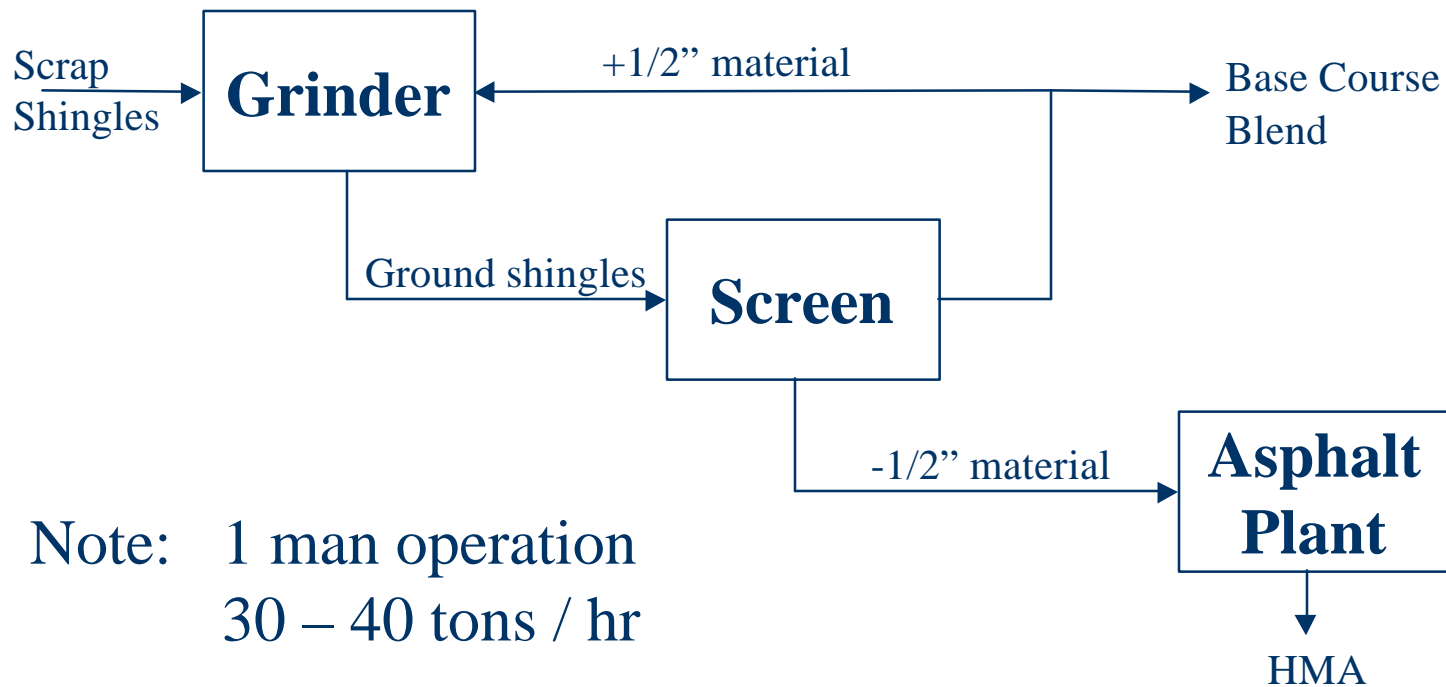 Scrap
Shingles
Grinder
+1/2” material
Base Course
Blend
Ground shingles
Screen
-1/2” material
Asphalt
Plant
Note: 1 man operation
30 – 40 tons / hr
HMA